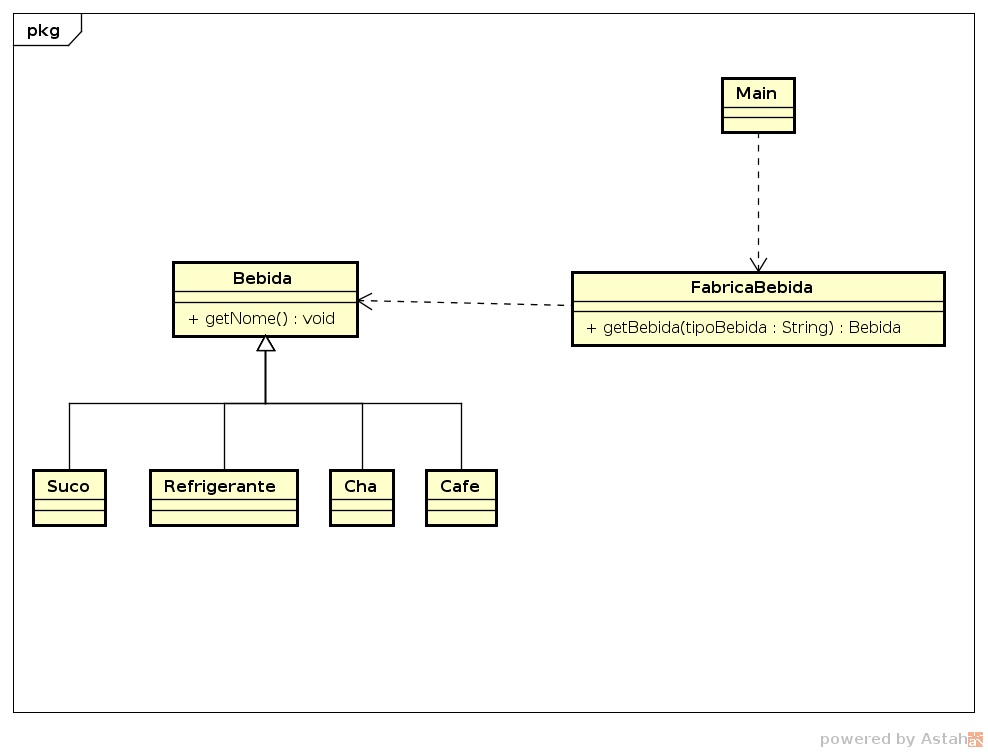 pkg
Main
Bebida
+ getNome() : void
FabricaBebida
+ getBebida(tipoBebida : String) : Bebida
Suco
Refrigerante
Cha
Cafe
powered by Astah